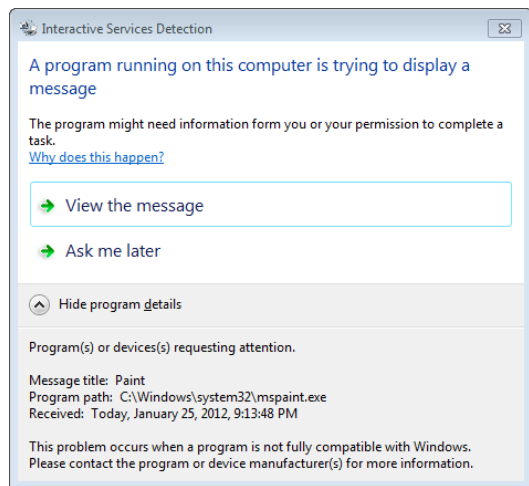 Interactive Services Detection
A program running on this computer is trying to display a
message
The program might need information form you or your permission to complete a
task.
Why does this happen?
View the message
Ask me later
Hide program details
Program(s) or devices(s) requesting attention.
Message title: Paint
Program path: C:\Windows\system32\mspaint.exe
Received: Today, January 25, 2012, 9:13:48 PM
This problem occurs when a program is not fully compatible with Windows.
Please contact the program or device manufacturer(s) for more information.